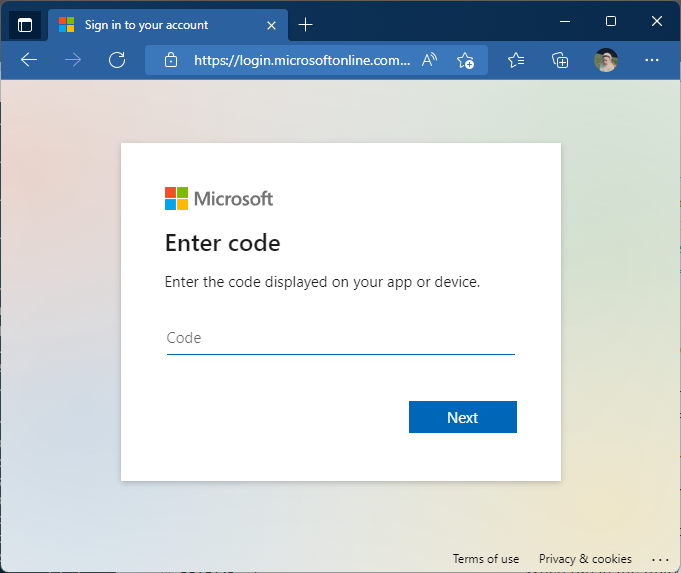 Sign in to your account
https://login.microsoftonline.com...
Microsoft
Enter code
Enter the code displayed on your app or device.
Code
Next
Terms of use Privacy & cookies ...